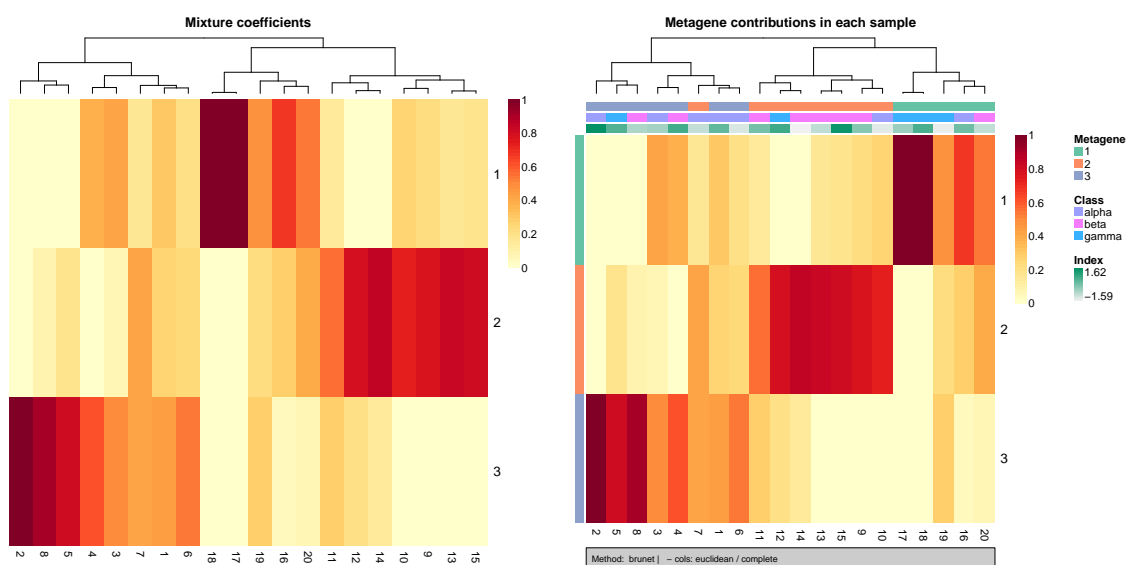 Mixture coefficients
1
0.8
0.6
0.4
0.2
0
1
2
3
2 8 5 4 3 7 1 6 18 17 19 16 20 11 12 14 10 9 13 15
Metagene contributions in each sample
1
0.8
0.6
0.4
0.2
0
1
2
3
2 5 8 3 4 7 1 6 11 12 14 13 15 9 10 17 18 19 16 20
Method: brunet | − cols: euclidean / complete
Metagene
1
2
3
Class
alpha
beta
gamma
Index
1.62
−1.59